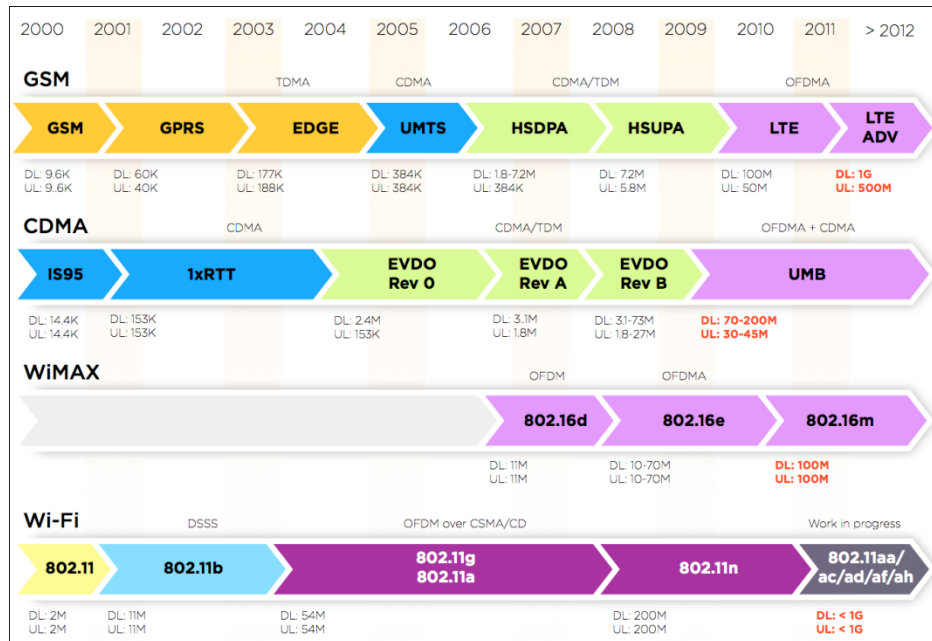 2000 2001 2002 2003 2004 2005 2006 2007 2008 2009 2010 2011 > 2012
GSM
TDMA CDMA CDMA/TDM OFDMA
GSM GPRS EDGE UMTS HSDPA HSUPA LTE LTE
ADV
DL: 9.6K DL: 60K DL: 177K DL: 384K DL: 1.8-7.2M DL: 7.2M DL: 100M DL: 1G
UL: 9.6K UL: 40K UL: 188K UL: 384K UL: 384K UL: 5.8M UL: 50M UL: 500M
CDMA
CDMA CDMA/TDM OFDMA + CDMA
IS95 1xRTT EVDO EVDO EVDO UMB
Rev 0 Rev A Rev B
DL: 14.4K DL: 153K DL: 2.4M DL: 3..1M DL: 3.1-73M DL: 70-200M
UL: 14.4K UL: 153K UL: 153K UL: 1.8M UL: 1.8-27M UL: 30-45M
WiMAX
OFDM OFDMA
802.16d 802.16e 802.16m
DL: 11M DL: 10-70M DL: 100M
UL: 11M UL: 10-70M UL: 100M
Wi-Fi
DSSS OFDM over CSMA/CD Work in progress
802.11 802.11b 802.11g 802.11n 802.11aa/
802.11a ac/ad/af/ah
DL: 2M DL: 11M DL: 54M DL: 200M DL: < 1G
UL: 2M UL: 11M UL: 54M UL: 200M UL: < 1G